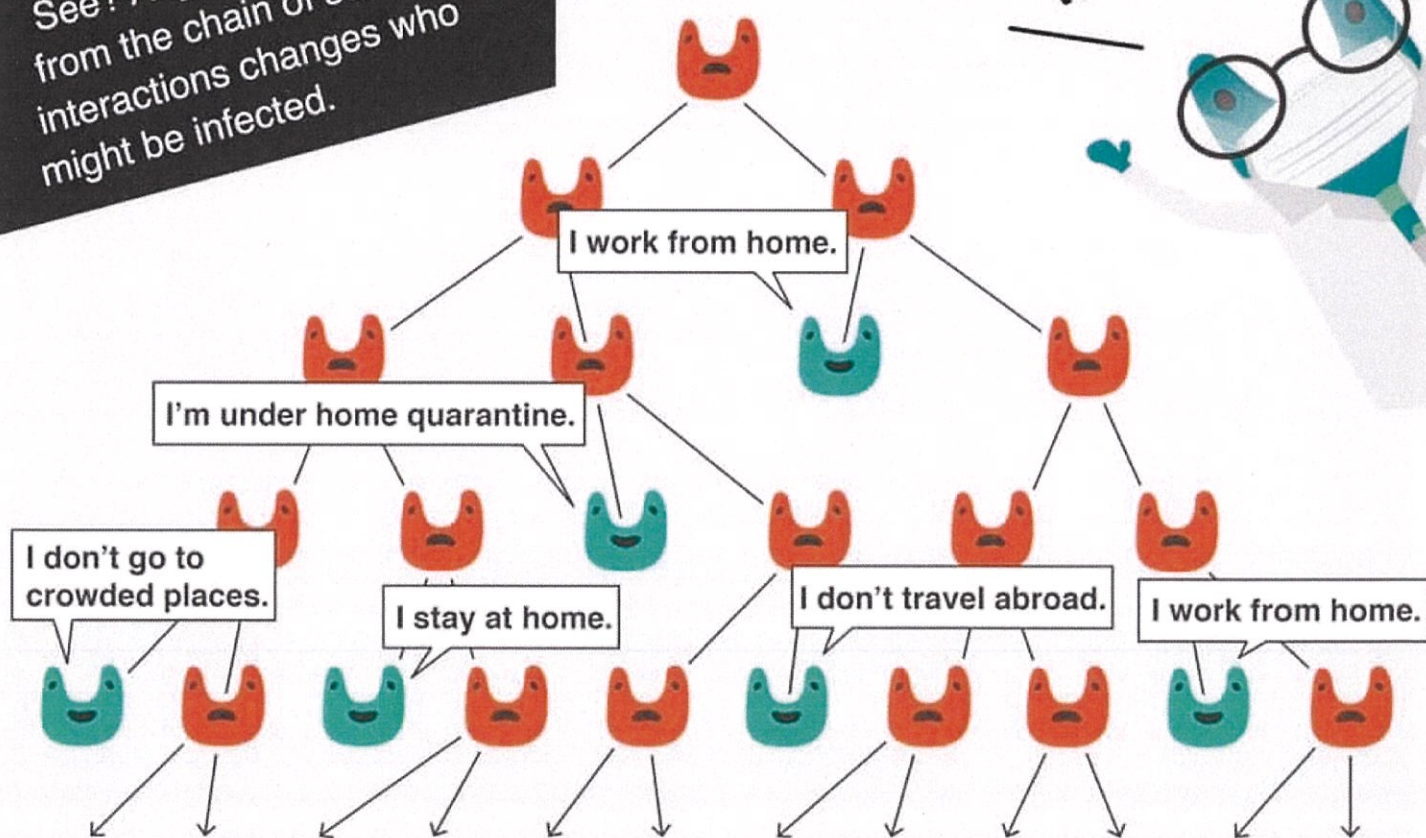 See?
from the chain of
interactions changes who
might be infected.
I work from home.
I'm under home quarantine.
I don't go to
crowded places.
I stay at home.
I don't travel abroad.
I work from home.